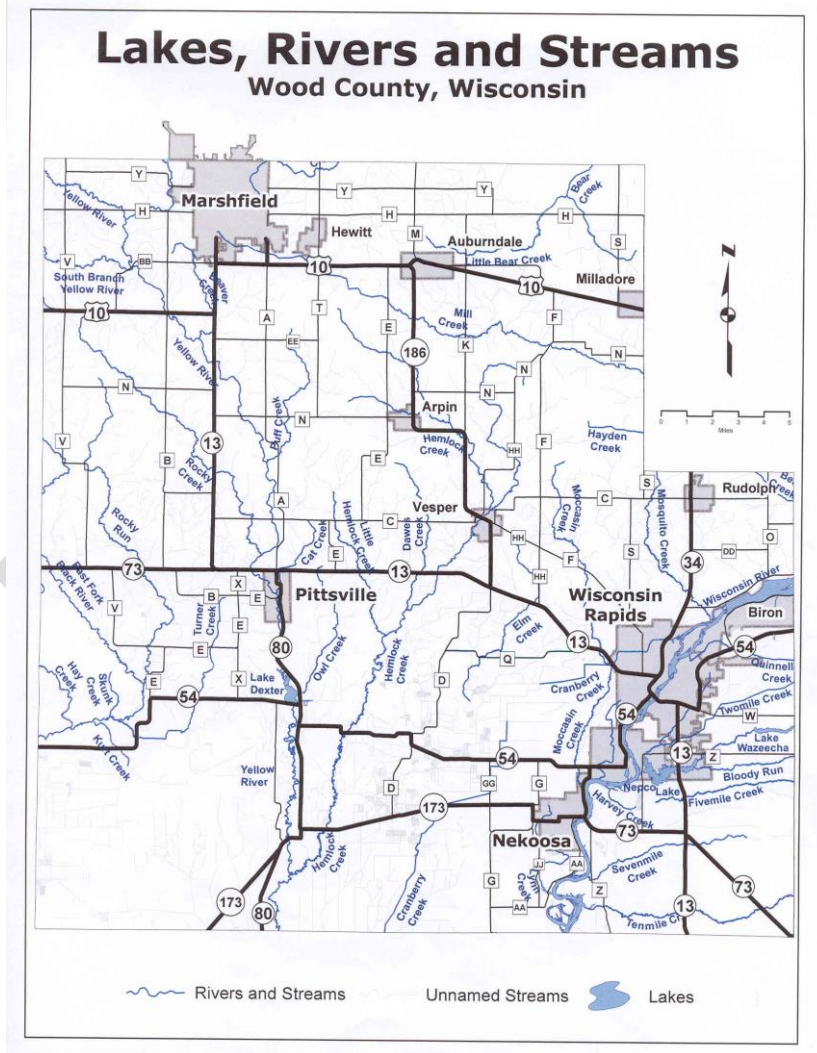 Lakes, Rivers and Streams
Wood County, Wisconsin
Y
Marshfield
Y
Y
Bear
Creek
Yellow River
H
H
H
Hewitt
M
S
Auburndale
V
BB
Little Bear Creek
10
South Branch
Yellow River
Beaver
Creek
Milladore
10
10
A
T
Mill
Creek
F
E
EE
K
186
N
Yellow River
N
N
N
Puff Creek
Arpin
N
Hemlock
Creek
Hayden
Creek
V
13
B
E
HH
F
Rocky
Creek
S
Rudolph
A
Vesper
C
C
Moccasin
Creek
Mosquito Creek
Rocky
Run
Cat Creek
Little
Hemlock Creek
Dawes
Creek
HH
F
S
DD
O
E
34
73
13
HH
Wisconsin River
East Fork
Black River
X
Pittsville
Wisconsin
Rapids
Biron
V
B
E
Turner
Creek
E
Elm
Creek
13
54
80
E
Owl Creek
Hemlock
Creek
Q
Quinnell
Creek
Hay
Creek
Skunk
Creek
E
X
Lake
Dexter
D
Cranberry
Creek
Twomile Creek
54
54
W
Moccasin
Creek
Lake
Wazeecha
Kurt Creek
54
13
Z
Yellow
River
GG
G
Bloody Run
Nepco Lake
D
173
Harvey Creek
Fivemile Creek
73
Nekoosa
Hemlock
Creek
JJ
AA
Sevenmile
Creek
G
Lynn
Creek
Z
73
173
80
Cranberry
Creek
AA
13
Tenmile Cr
N
Miles
0
1
2
3
4
5
Rivers and Streams
Unnamed Streams
Lakes